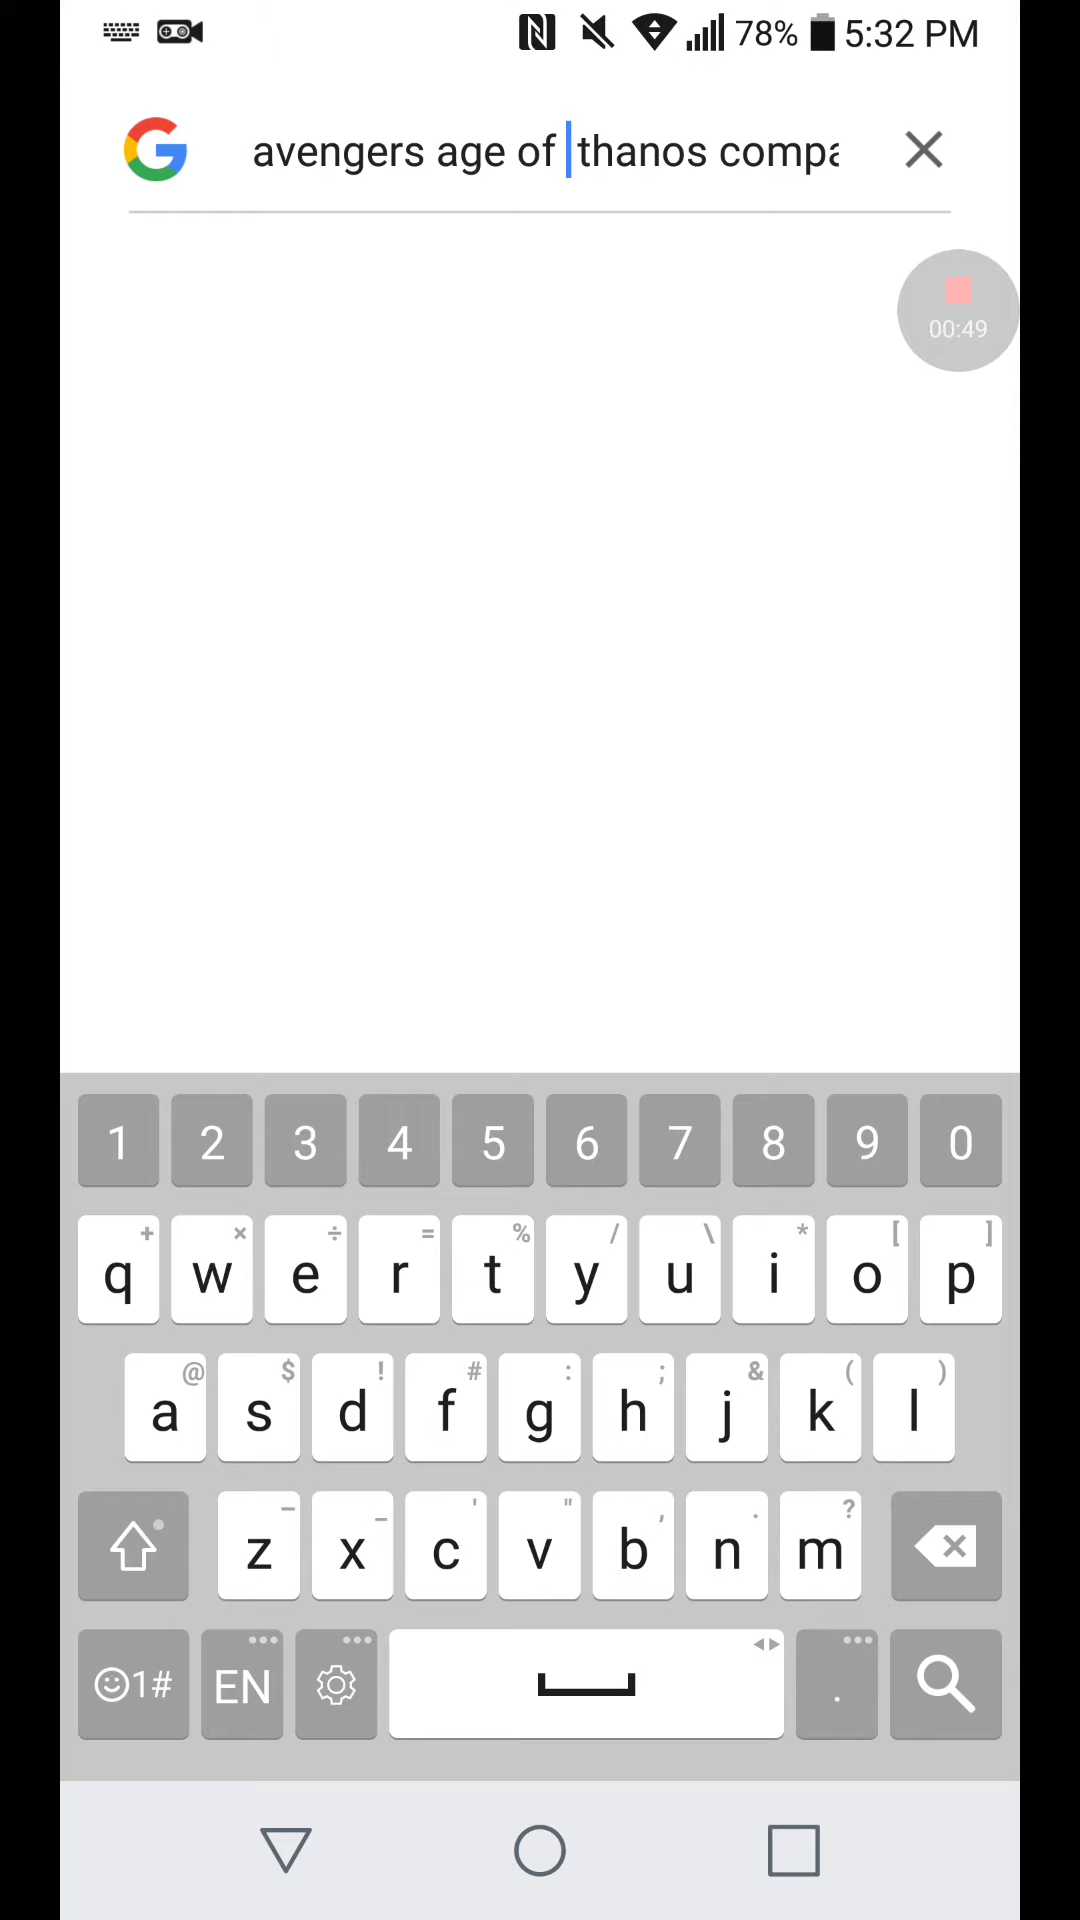 78% 5:32 PM
avengers age of thanos compa
00:49
1 2 3 4 5 6 7 8 9 0
+ × ÷ = % / \ * [ ]
q w e r t y u i o p
@ $ ! # : ; & ( )
a s d f g h j k l
– _ ' " , . ?
z x c v b n m
1# EN .